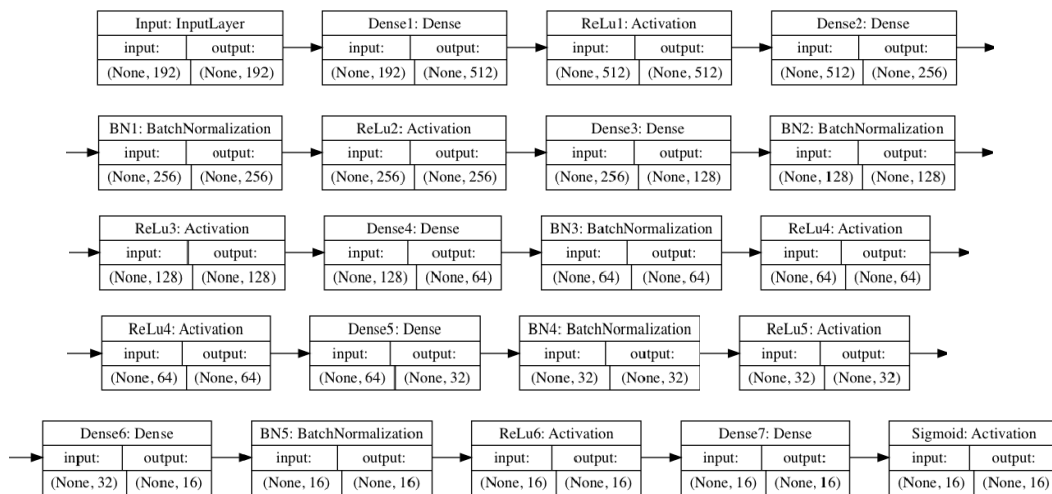 Input: InputLayer
input: output:
(None, 192) (None, 192)
Dense1: Dense
input: output:
(None, 192) (None, 512)
ReLu1: Activation
input: output:
(None, 512) (None, 512)
Dense2: Dense
input: output:
(None, 512) (None, 256)
BN1: BatchNormalization
input: output:
(None, 256) (None, 256)
ReLu2: Activation
input: output:
(None, 256) (None, 256)
Dense3: Dense
input: output:
(None, 256) (None, 128)
BN2: BatchNormalization
input: output:
(None, 128) (None, 128)
ReLu3: Activation
input: output:
(None, 128) (None, 128)
Dense4: Dense
input: output:
(None, 128) (None, 64)
BN3: BatchNormalization
input: output:
(None, 64) (None, 64)
ReLu4: Activation
input: output:
(None, 64) (None, 64)
ReLu4: Activation
input: output:
(None, 64) (None, 64)
Dense5: Dense
input: output:
(None, 64) (None, 32)
BN4: BatchNormalization
input: output:
(None, 32) (None, 32)
ReLu5: Activation
input: output:
(None, 32) (None, 32)
Dense6: Dense
input: output:
(None, 32) (None, 16)
BN5: BatchNormalization
input: output:
(None, 16) (None, 16)
ReLu6: Activation
input: output:
(None, 16) (None, 16)
Dense7: Dense
input: output:
(None, 16) (None, 16)
Sigmoid: Activation
input: output:
(None, 16) (None, 16)